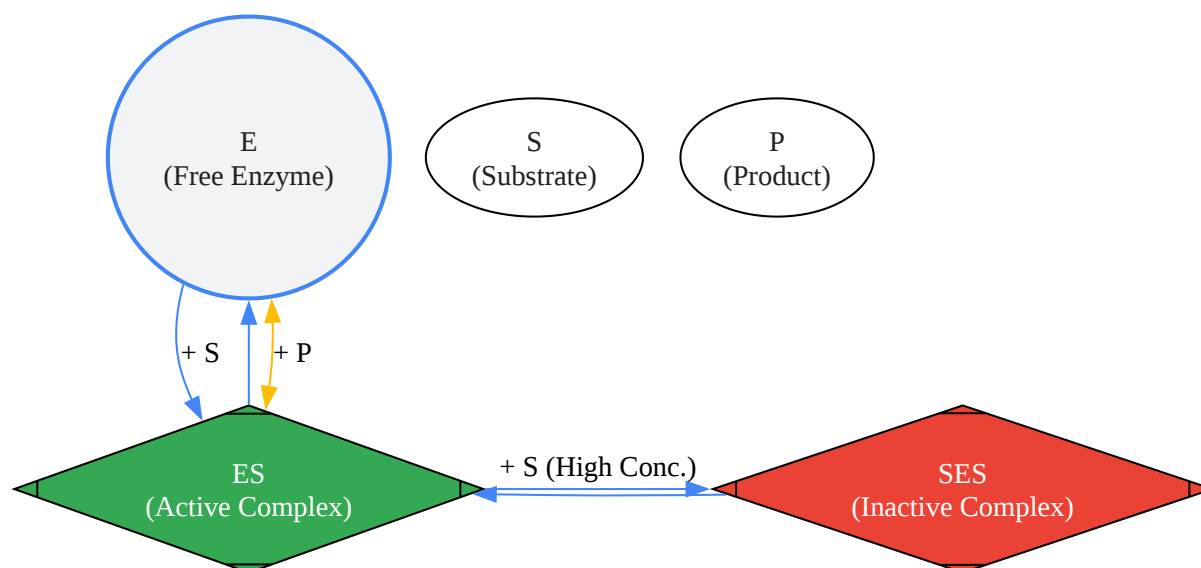 E
(Free Enzyme)
S
(Substrate)
P
(Product)
+ S
+ P
+ S (High Conc.)
ES
(Active Complex)
SES
(Inactive Complex)